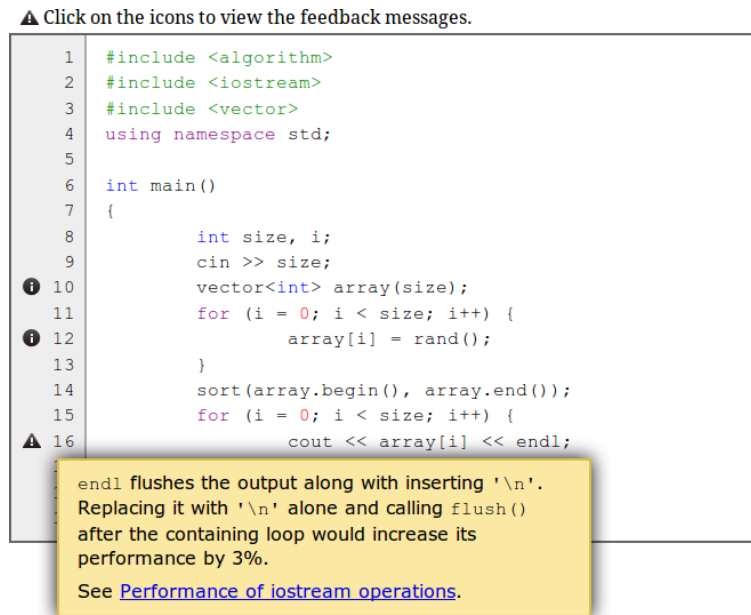 Click on the icons to view the feedback messages.
1 #include <algorithm>
2 #include <iostream>
3 #include <vector>
4 using namespace std;
5
6 int main()
7 {
8 int size, i;
9 cin >> size;
10 vector<int> array(size);
11 for (i = 0; i < size; i++) {
12 array[i] = rand();
13 }
14 sort(array.begin(), array.end());
15 for (i = 0; i < size; i++) {
16 cout << array[i] << endl;
endl flushes the output along with inserting '\n'.
Replacing it with '\n' alone and calling flush()
after the containing loop would increase its
performance by 3%.
See Performance of iostream operations.